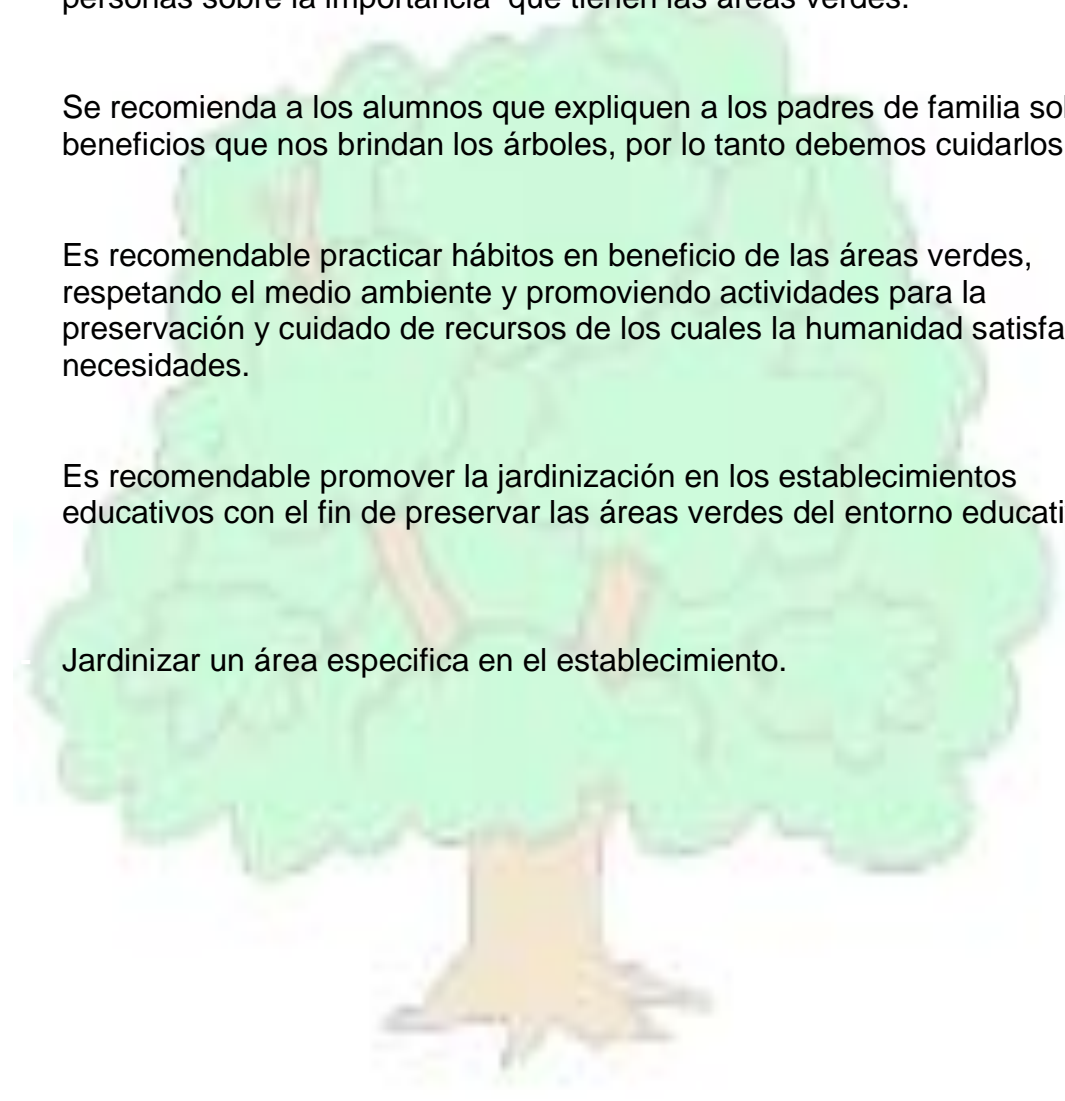 personas sobre la importancia que tienen las áreas verdes.
Se recomienda a los alumnos que expliquen a los padres de familia
beneficios que nos brindan los árboles, por lo tanto debemos cuidarlos
Es recomendable practicar hábitos en beneficio de las áreas verdes,
respetando el medio ambiente y promoviendo actividades para la
preservación y cuidado de recursos de los cuales la humanidad
necesidades.
Es recomendable promover la jardinización en los establecimientos
educativos con el fin de preservar las áreas verdes del entorno
Jardinizar un área especifica en el establecimiento.